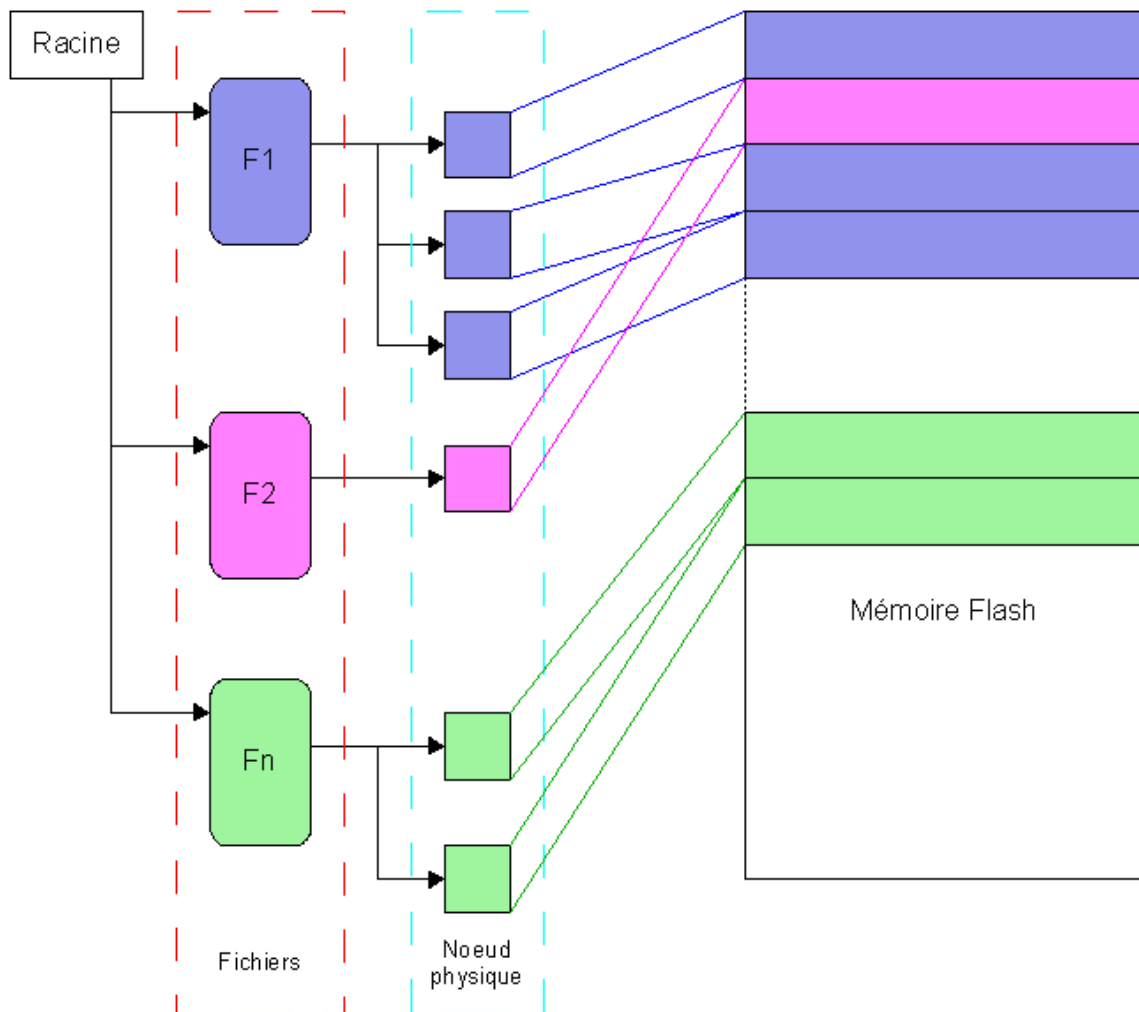 Racine
F1
F2
Fn
Mémoire Flash
Fichiers
Noeud
physique